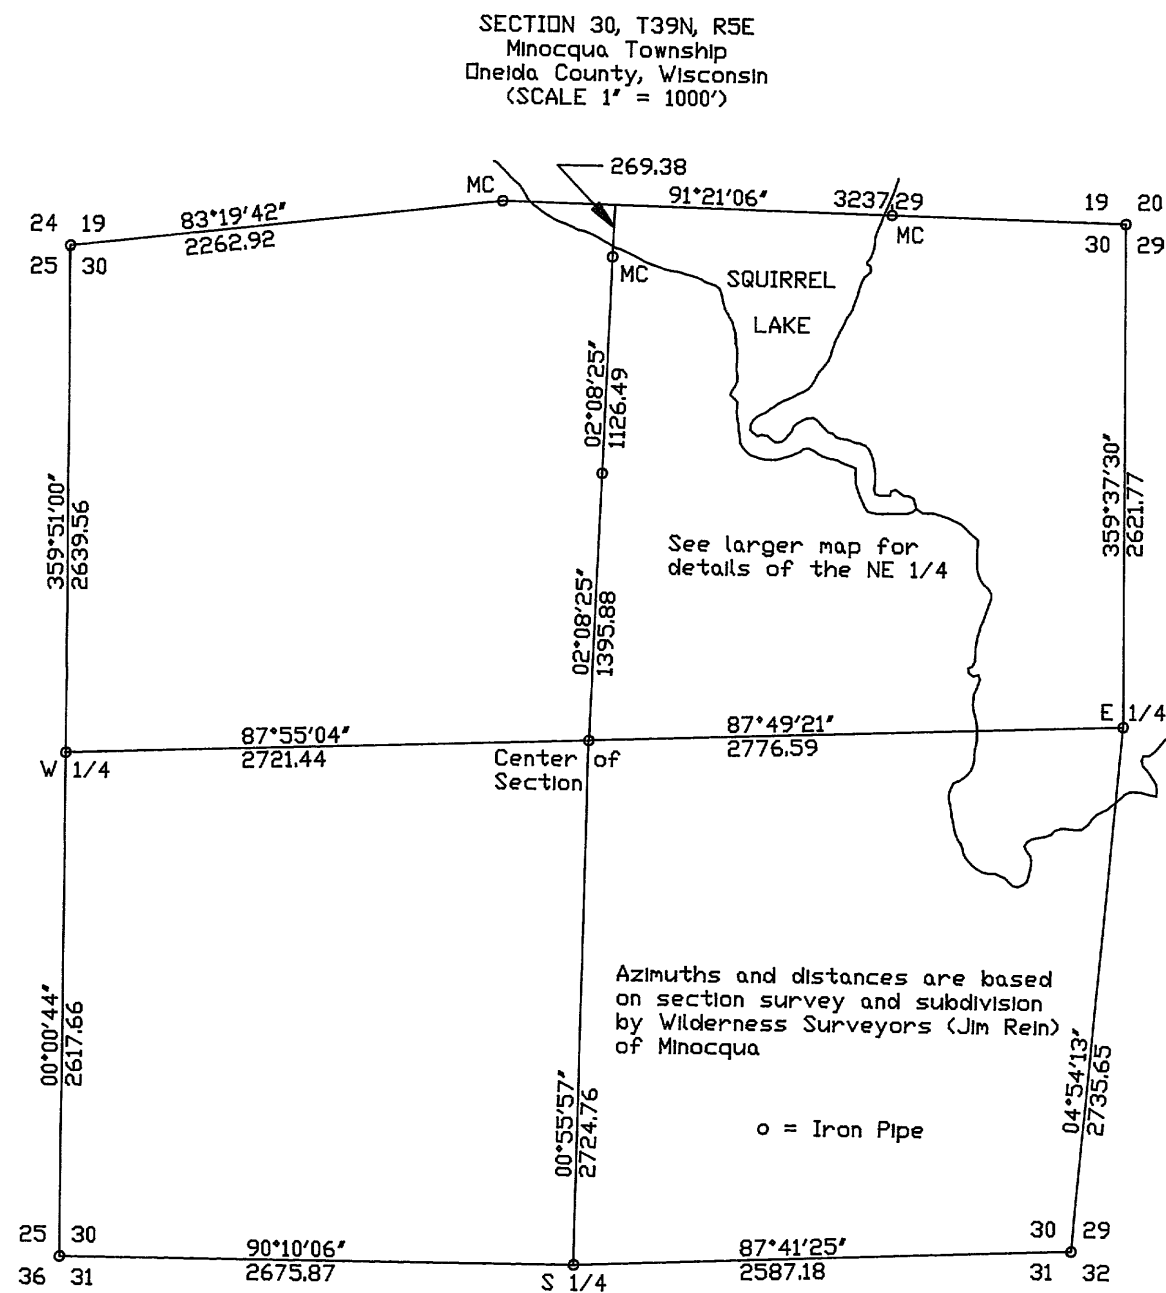 SECTION 30, T39N, R5E
Minocqua Township
Oneida County, Wisconsin
(SCALE 1" = 1000')
269.38
MC
91°21'06"
3237.29
19 20
24 19
83°19'42"
2262.92
MC
30 29
25 30
MC
SQUIRREL
LAKE
02°08'25"
1126.49
359°51'00"
2639.56
359°37'30"
2621.77
See larger map for
details of the NE 1/4
02°08'25"
1395.88
E 1/4
87°55'04"
2721.44
87°49'21"
2776.59
W 1/4
Center of
Section
Azimuths and distances are based
on section survey and subdivision
by Wilderness Surveyors (Jim Rein)
of Minocqua
00°00'44"
2617.66
00°55'57"
2724.76
04°54'13"
2735.65
o = Iron Pipe
25 30
30 29
90°10'06"
2675.87
87°41'25"
2587.18
36 31
S 1/4
31 32